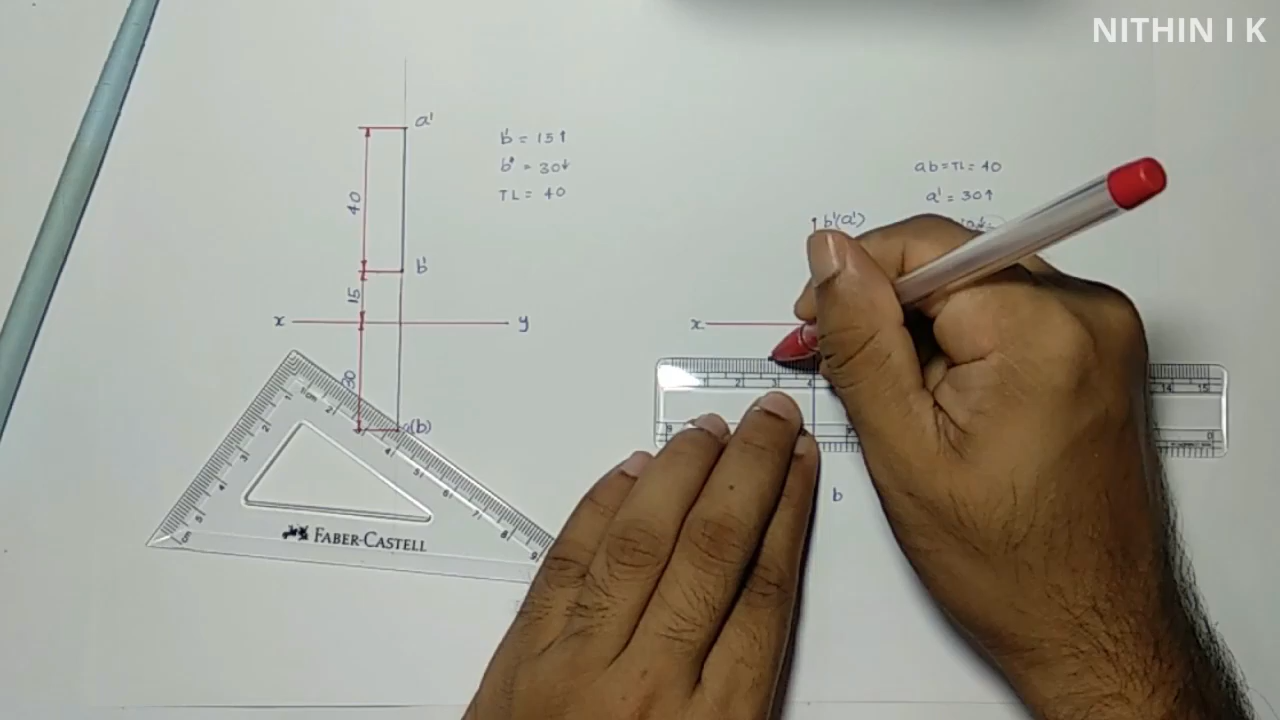 NITHIN I K
a'
b' = 15↑
b' = 30↓
TL = 40
40
b'
15
x
y
30
a(b)
FABER-CASTELL
ab=TL= 40
a' = 30↑
b'(a')
x
b